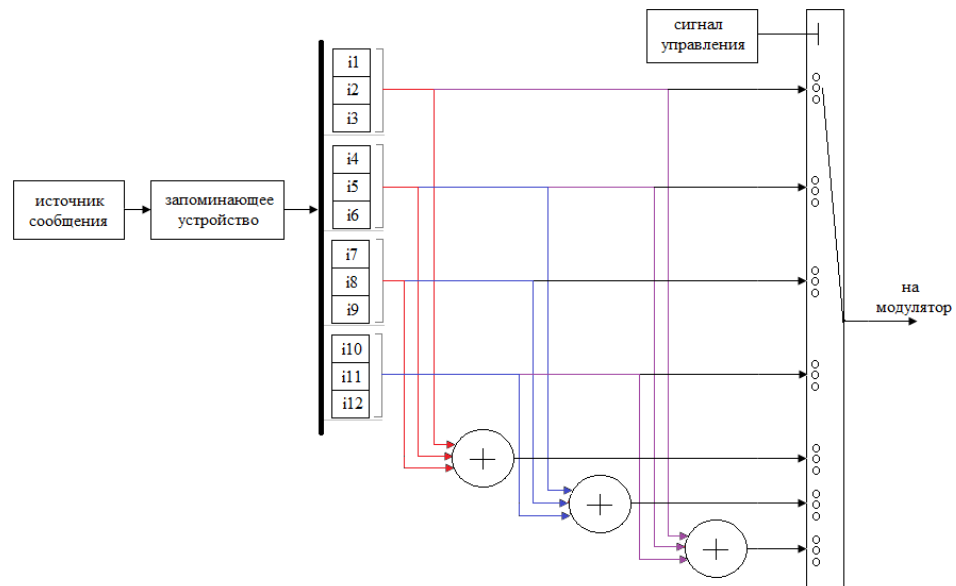 сигнал
управления
i1
i2
i3
i4
i5
i6
источник
сообщения
запоминающее
устройство
i7
i8
i9
на
модулятор
i10
i11
i12